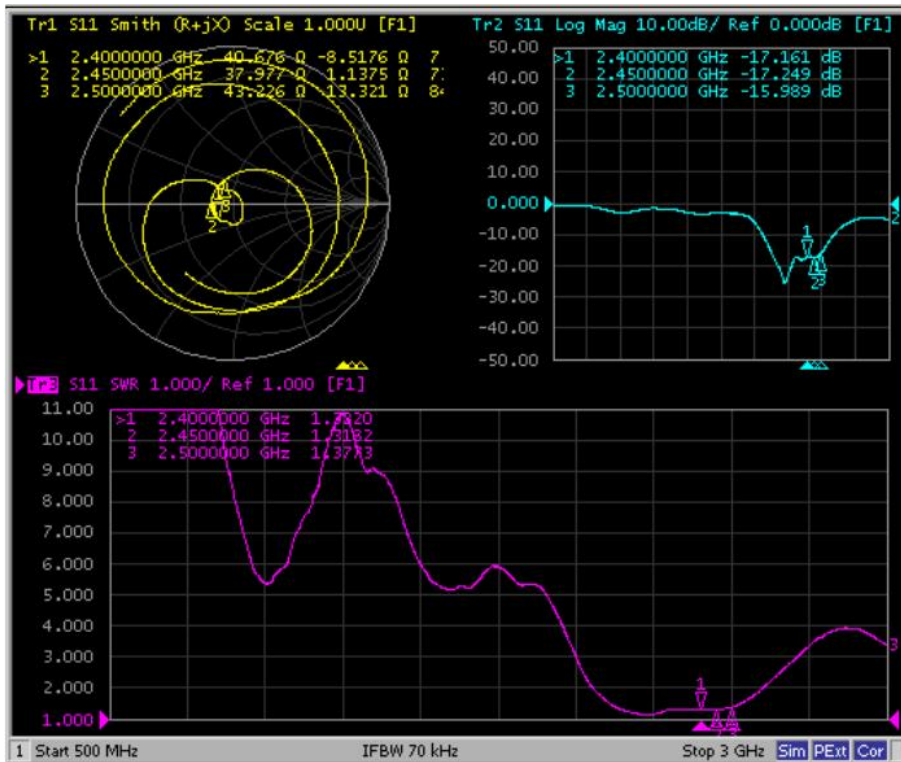 Tr1 S11 Smith (R+jX) Scale 1.000U [F1]
>1 2.4000000 GHz 40.676 Ω -8.5176 Ω 7
2 2.4500000 GHz 37.977 Ω 1.1375 Ω
3 2.5000000 GHz 43.226 Ω 13.321 Ω
2
Tr2 S11 Log Mag 10.00dB/ Ref 0.000dB [F1]
50.00
>1 2.4000000 GHz -17.161 dB
40.00
2 2.4500000 GHz -17.249 dB
3 2.5000000 GHz -15.989 dB
30.00
20.00
10.00
0.000
2
-10.00
1
-20.00
2 3
-30.00
-40.00
-50.00
Tr3 S11 SWR 1.000/ Ref 1.000 [F1]
11.00
>1 2.4000000 GHz
10.00
2 2.4500000 GHz
3 2.5000000 GHz
9.000
8.000
7.000
6.000
5.000
4.000
3.000
3
2.000
1
1.000
1 Start 500 MHz IFBW 70 kHz Stop 3 GHz Sim PExt Cor